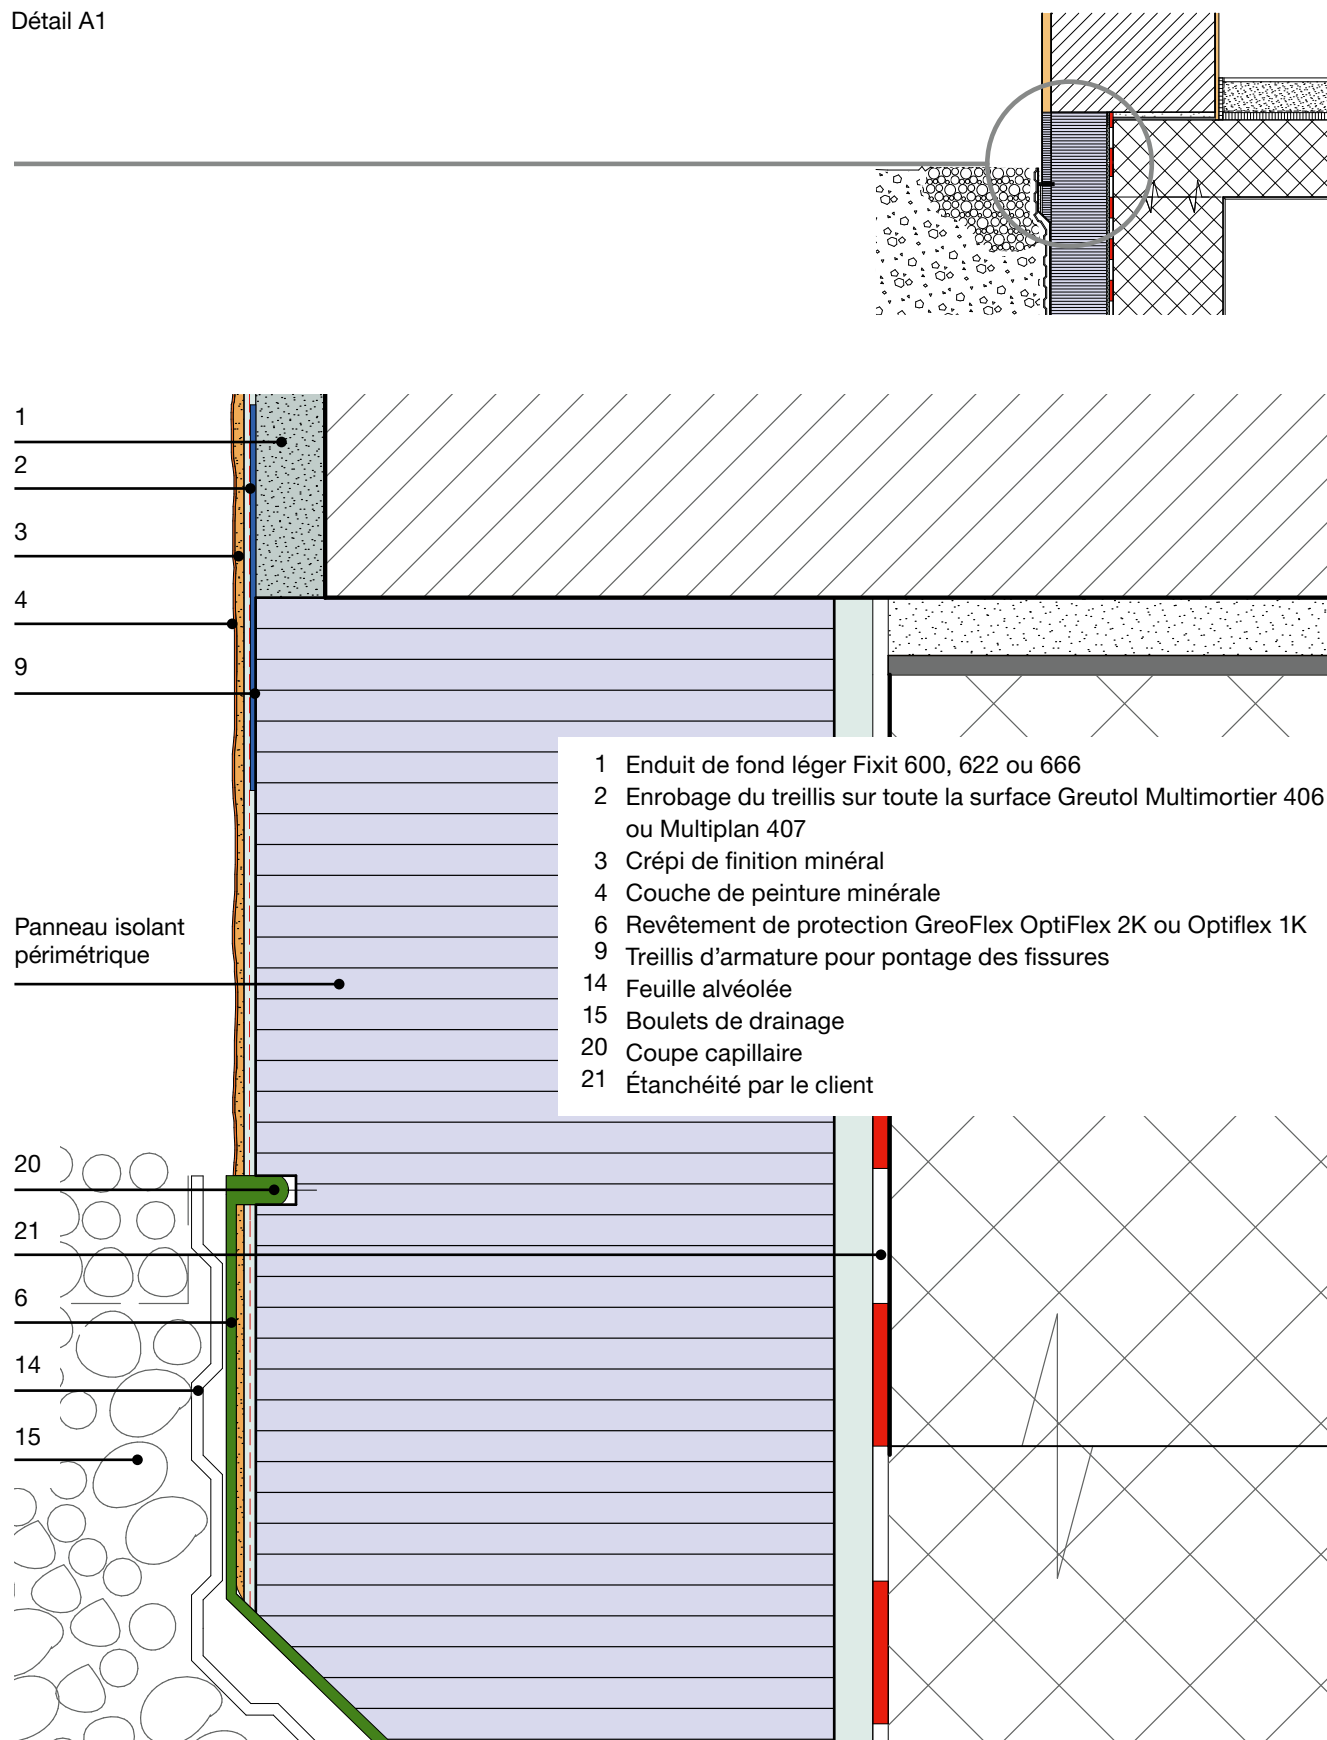 Détail A1
1
2
3
4
9
Panneau isolant
périmétrique
20
21
6
14
15
1 Enduit de fond léger Fixit 600, 622 ou 666
2 Enrobage du treillis sur toute la surface Greutol Multimortier 406
ou Multiplan 407
3 Crépi de finition minéral
4 Couche de peinture minérale
6 Revêtement de protection GreoFlex OptiFlex 2K ou Optiflex 1K
9 Treillis d’armature pour pontage des fissures
14 Feuille alvéolée
15 Boulets de drainage
20 Coupe capillaire
21 Étanchéité par le client